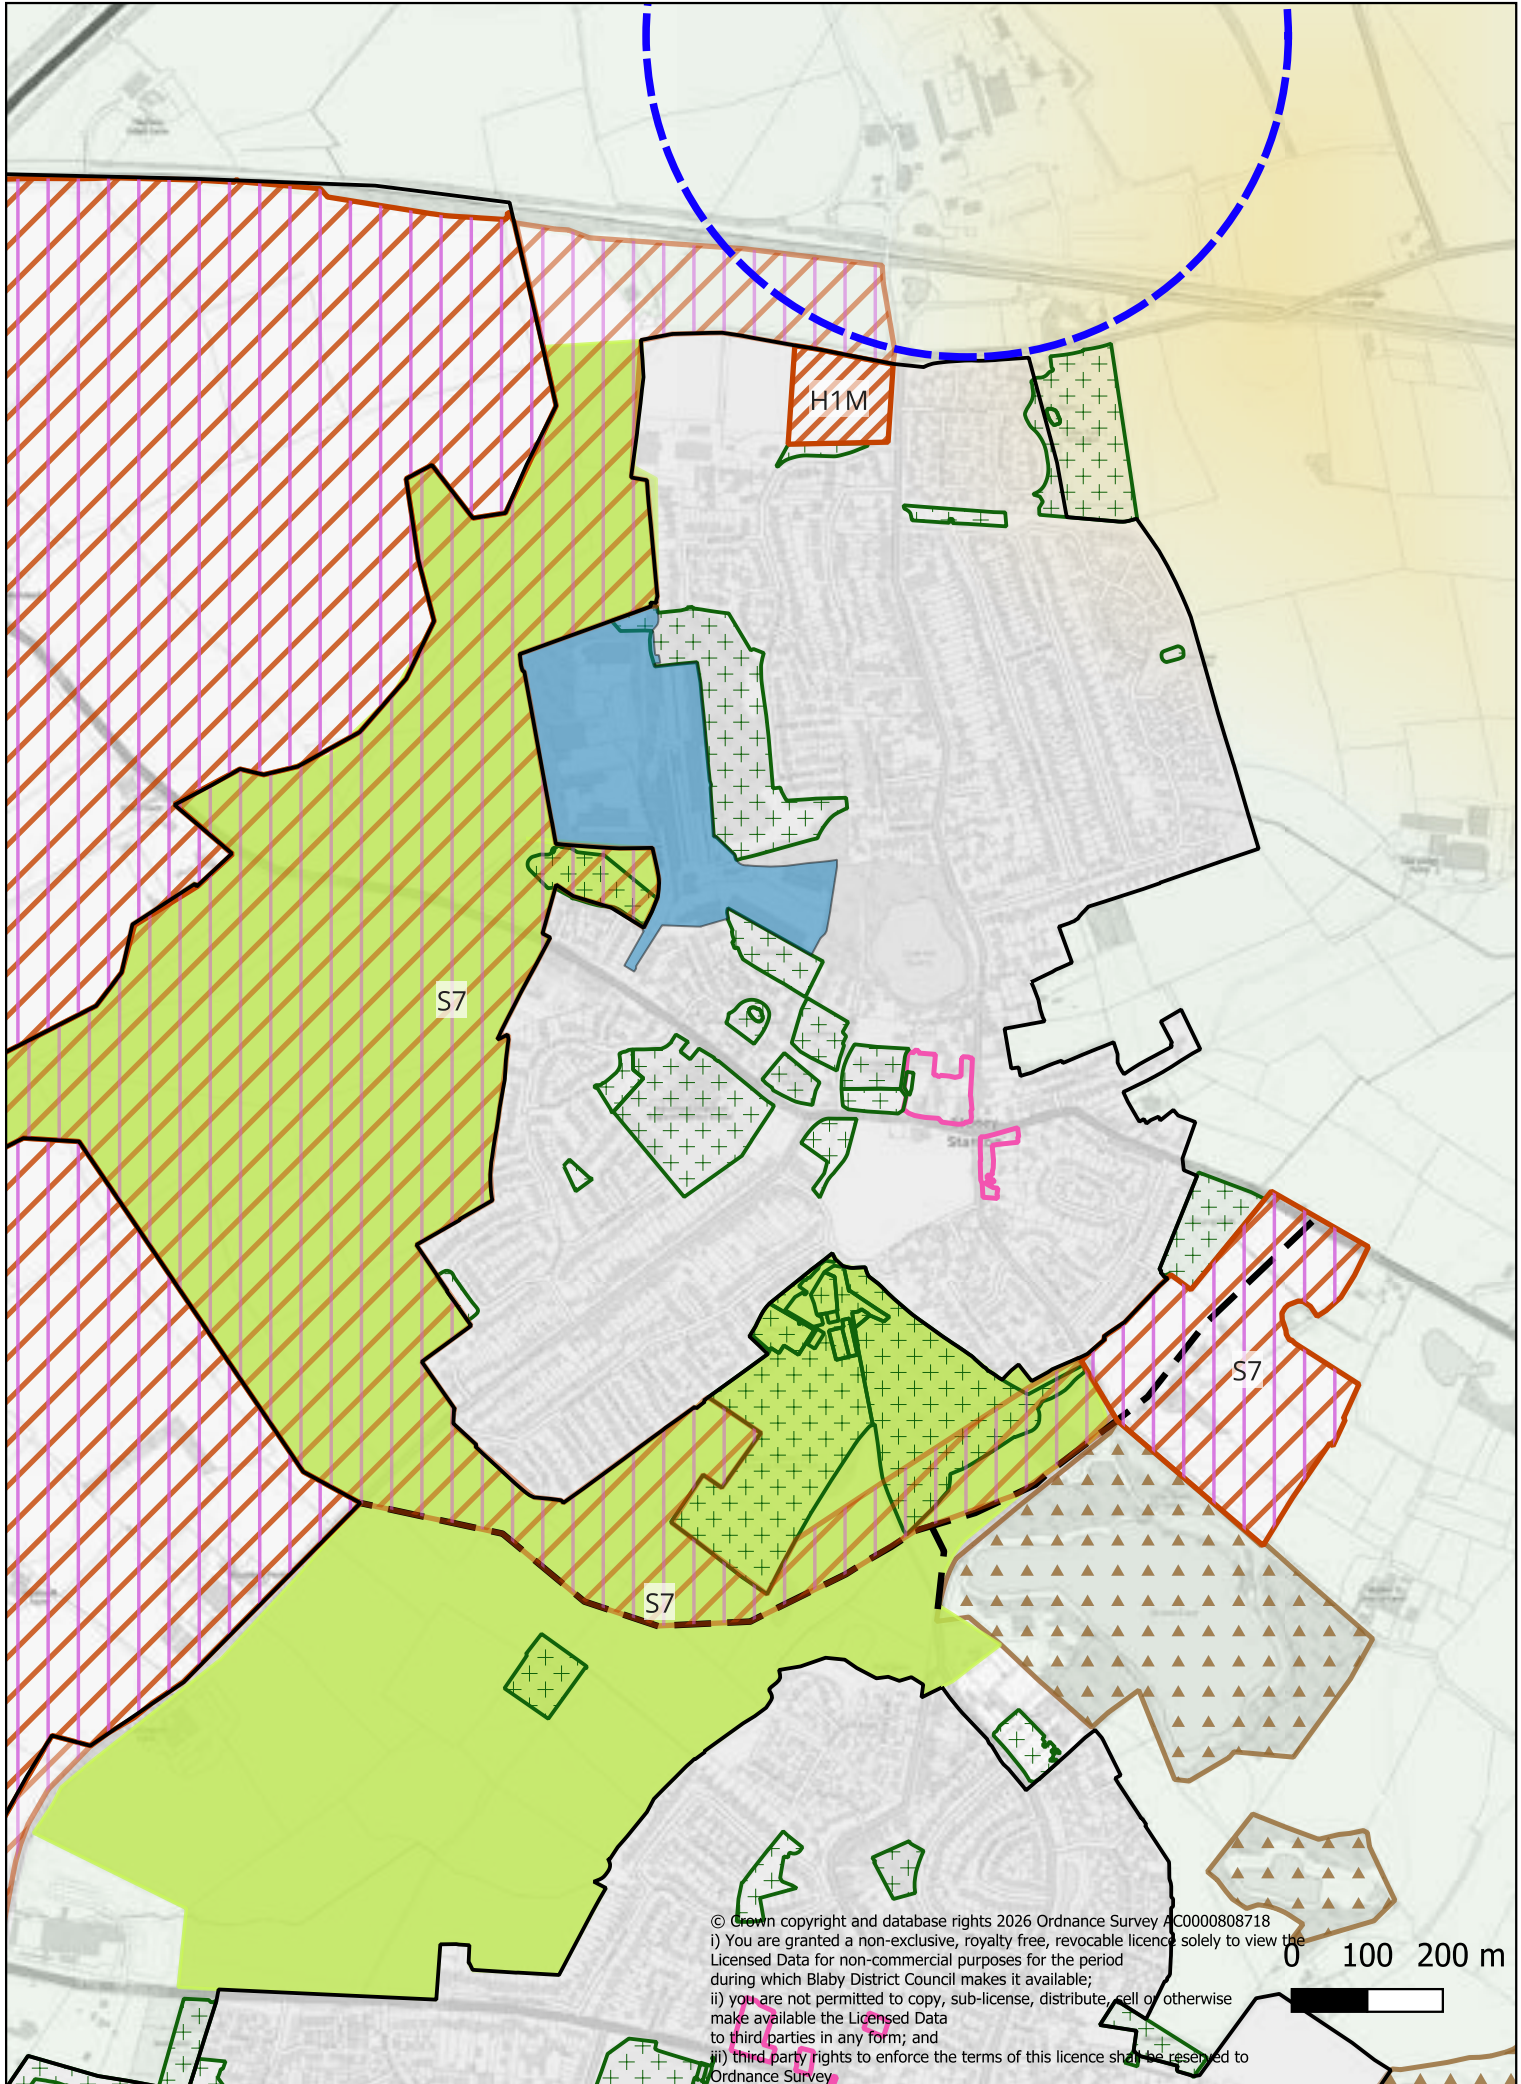 H1M
S7
S7
S7
© Crown copyright and database rights 2026 Ordnance Survey AC0000808718
i) You are granted a non-exclusive, royalty free, revocable licence solely to view the
Licensed Data for non-commercial purposes for the period
during which Blaby District Council makes it available;
ii) you are not permitted to copy, sub-license, distribute, sell or otherwise
make available the Licensed Data
to third parties in any form; and
iii) third party rights to enforce the terms of this licence shall be reserved to
Ordnance Survey
0 100 200 m